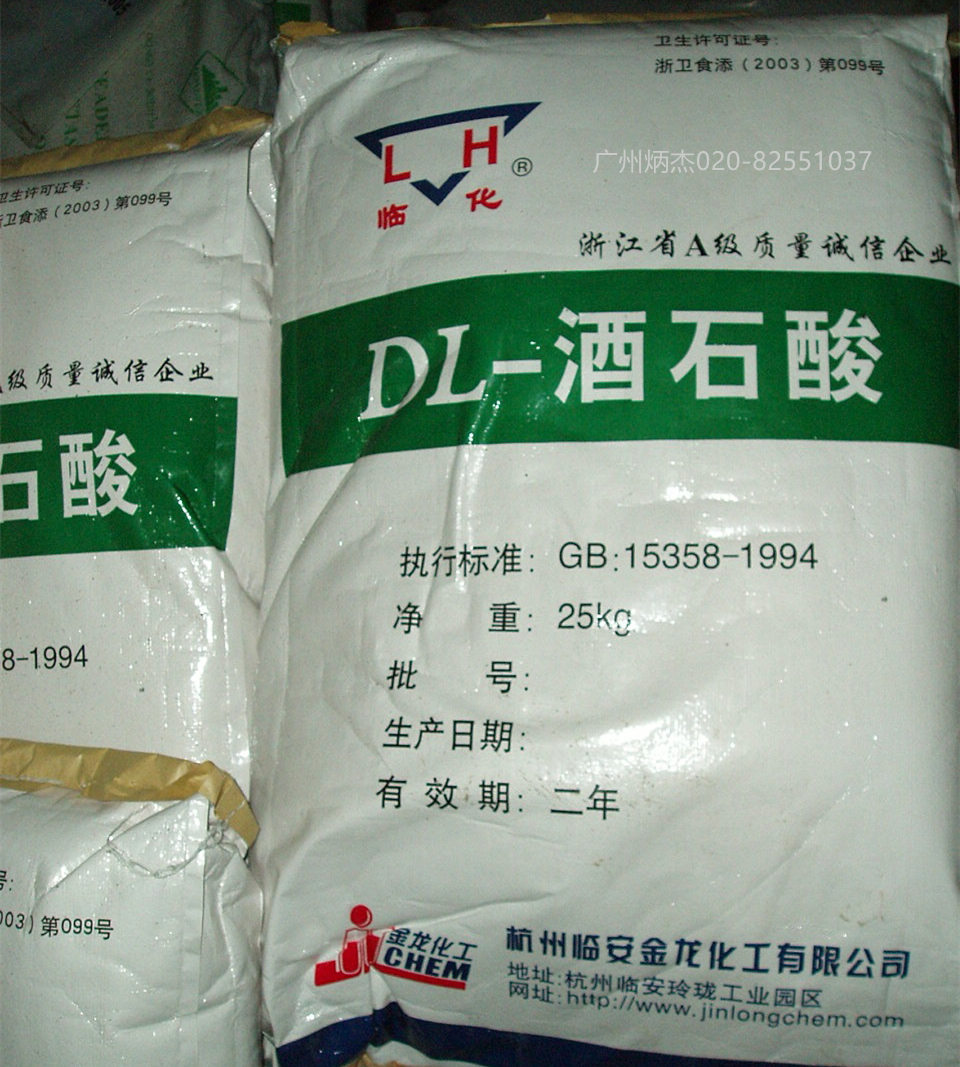 卫生许可证号:
浙卫食添(2003)第099号
L H ®
临化
广州炳杰020-82551037
浙江省A级质量诚信企业
DL-酒石酸
执行标准: GB:15358-1994
净 重: 25kg
批 号:
生产日期:
有 效 期: 二年
金龙化工
CHEM
杭州临安金龙化工有限公司
地址:杭州临安玲珑工业园区
网址:http://www.jinlongchem.com
卫生许可证号:
卫食添(2003)第099号
级质量诚信企业
石酸
8-1994
号:
003)第099号